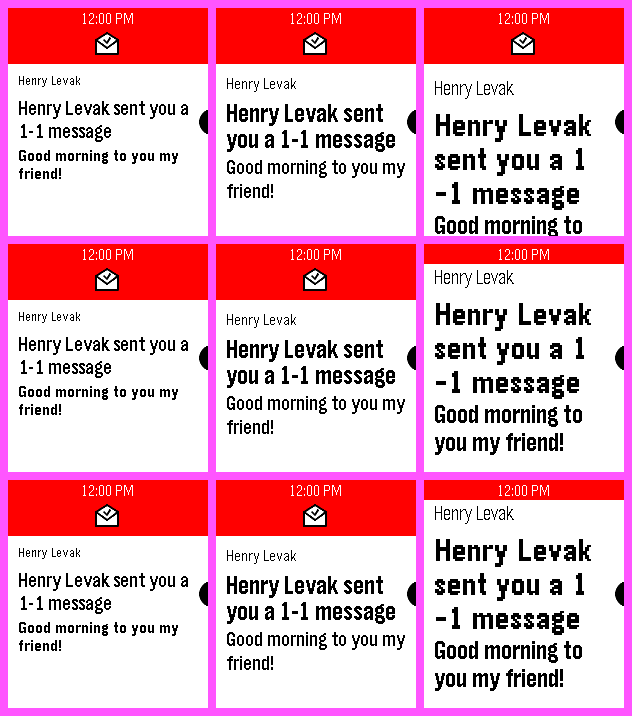 12:00 PM
Henry Levak
Henry Levak sent you a
1-1 message
Good morning to you my
friend!
12:00 PM
Henry Levak
Henry Levak sent
you a 1-1 message
Good morning to you my
friend!
12:00 PM
Henry Levak
Henry Levak
sent you a 1
-1 message
Good morning to
12:00 PM
Henry Levak
Henry Levak sent you a
1-1 message
Good morning to you my
friend!
12:00 PM
Henry Levak
Henry Levak sent
you a 1-1 message
Good morning to you my
friend!
12:00 PM
Henry Levak
Henry Levak
sent you a 1
-1 message
Good morning to
you my friend!
12:00 PM
Henry Levak
Henry Levak sent you a
1-1 message
Good morning to you my
friend!
12:00 PM
Henry Levak
Henry Levak sent
you a 1-1 message
Good morning to you my
friend!
12:00 PM
Henry Levak
Henry Levak
sent you a 1
-1 message
Good morning to
you my friend!